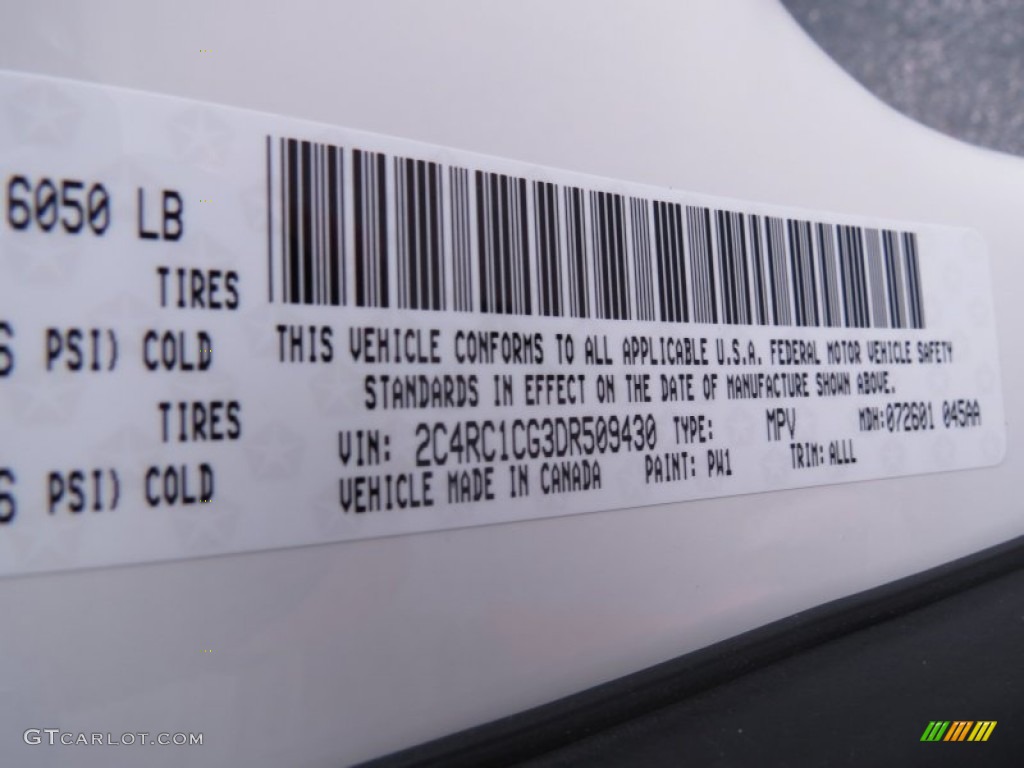 6050 LB
TIRES
PSI) COLD
TIRES
PSI) COLD
THIS VEHICLE CONFORMS TO ALL APPLICABLE U.S.A. FEDERAL MOTOR VEHICLE SAFETY
STANDARDS IN EFFECT ON THE DATE OF MANUFACTURE SHOWN ABOVE.
VIN: 2C4RC1CG3DR509430 TYPE: MPV MDH:072601 045AA
VEHICLE MADE IN CANADA PAINT: PW1 TRIM: ALLL
GTCARLOT.COM